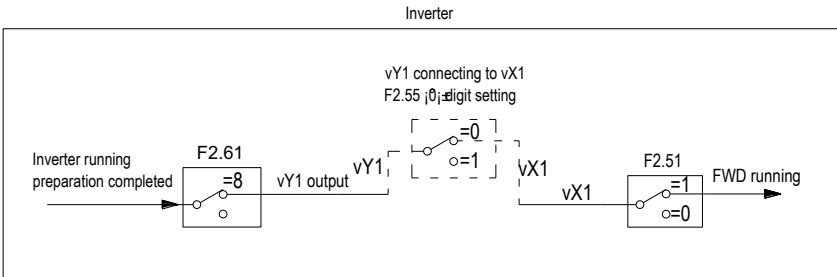 Inverter
vY1 connecting to vX1
F2.55 ¡0¡±digit setting
=0
=1
F2.61
Inverter running
preparation completed
=8
vY1 output
vY1
vX1
vX1
F2.51
=1
=0
FWD running